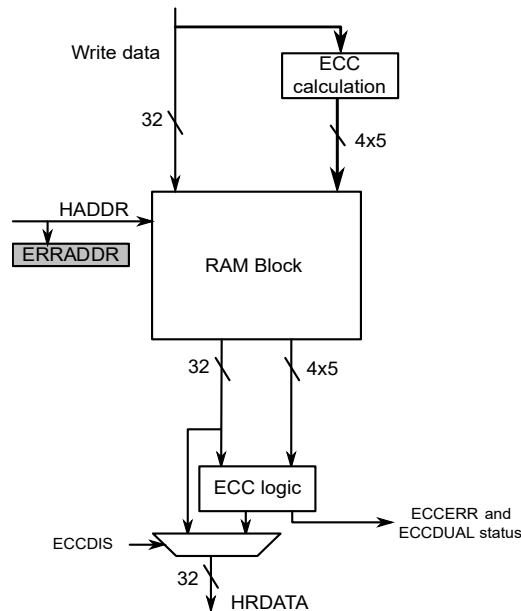 Write data
ECC
calculation
32
4x5
HADDR
ERRADDR
RAM Block
32
4x5
ECC logic
ECCERR and
ECCDUAL status
ECCDIS
32
HRDATA